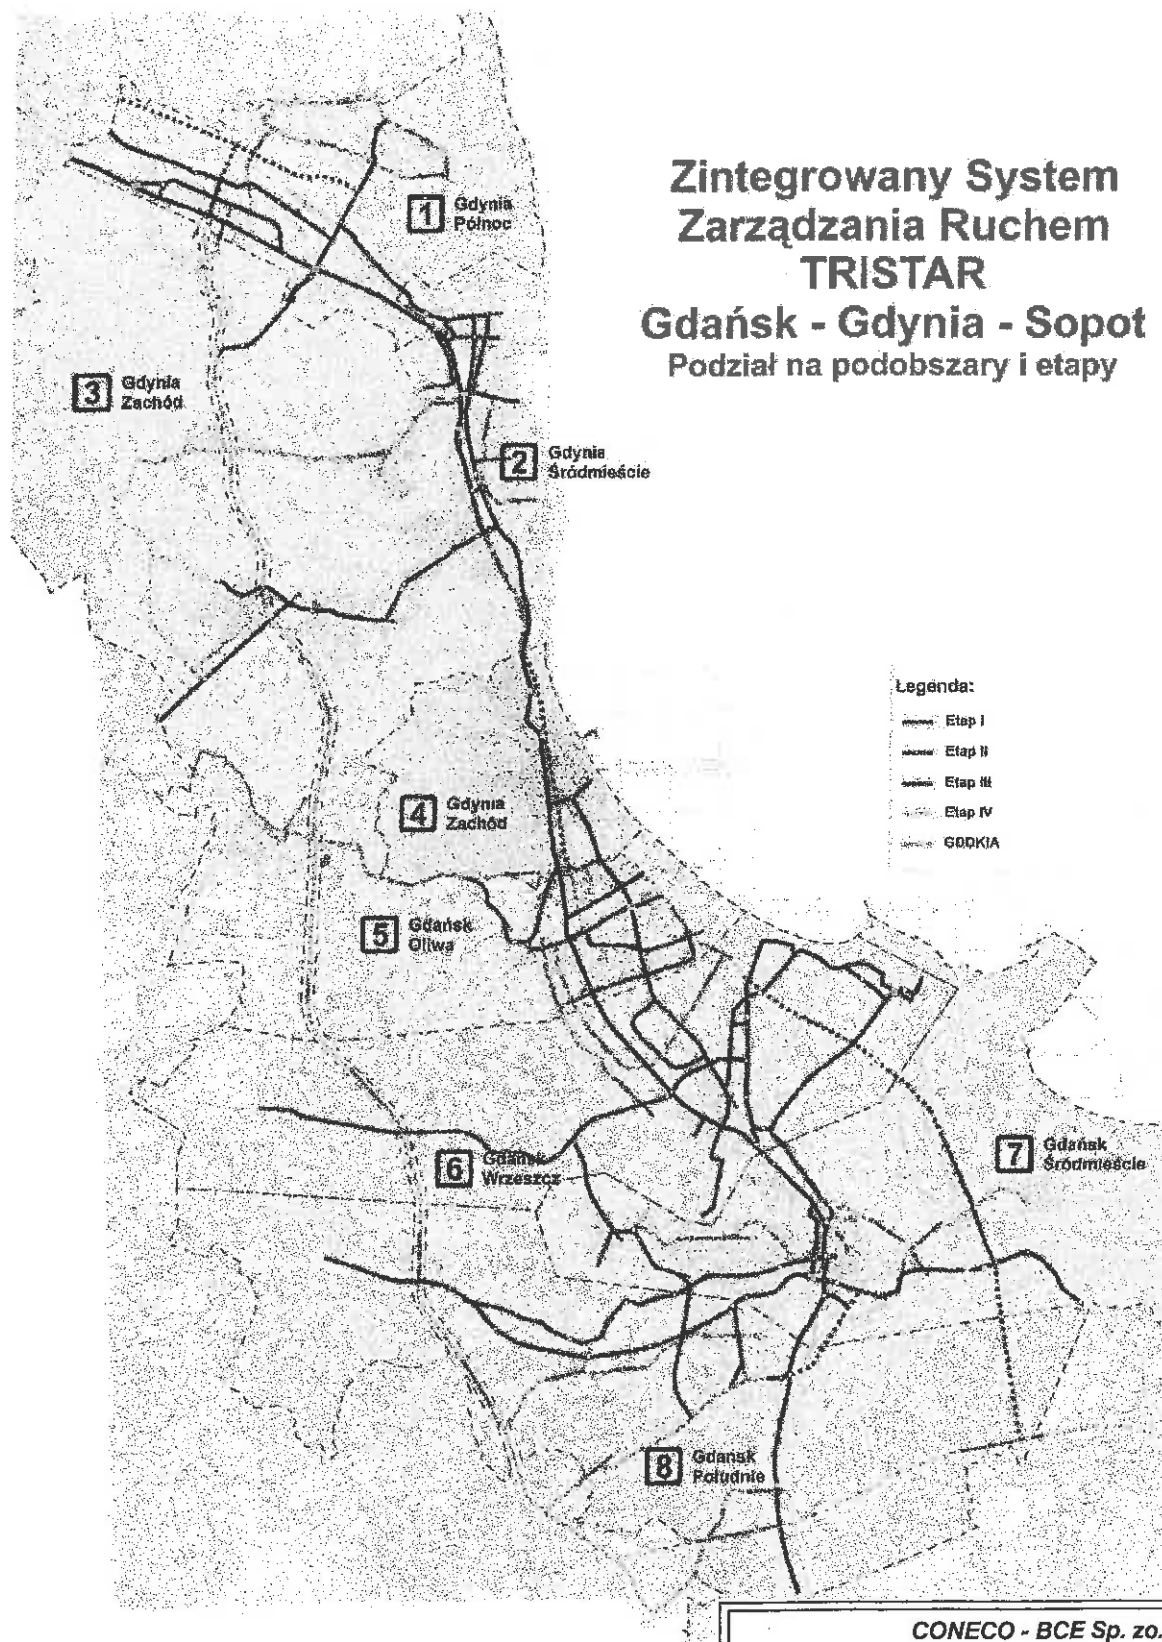 Zintegrowany System
Zarządzania Ruchem
TRISTAR
Gdańsk - Gdynia - Sopot
Podział na podobszary i etapy
1 Gdynia
Północ
3 Gdynia
Zachód
2 Gdynia
Śródmieście
Legenda:
Etap I
Etap II
Etap III
Etap IV
GDDKIA
4 Gdynia
Zachód
5 Gdańsk
Oliwa
7 Gdańsk
Śródmieście
6 Gdańsk
Wrzeszcz
8 Gdańsk
Południe
CONECO - BCE Sp. zo.